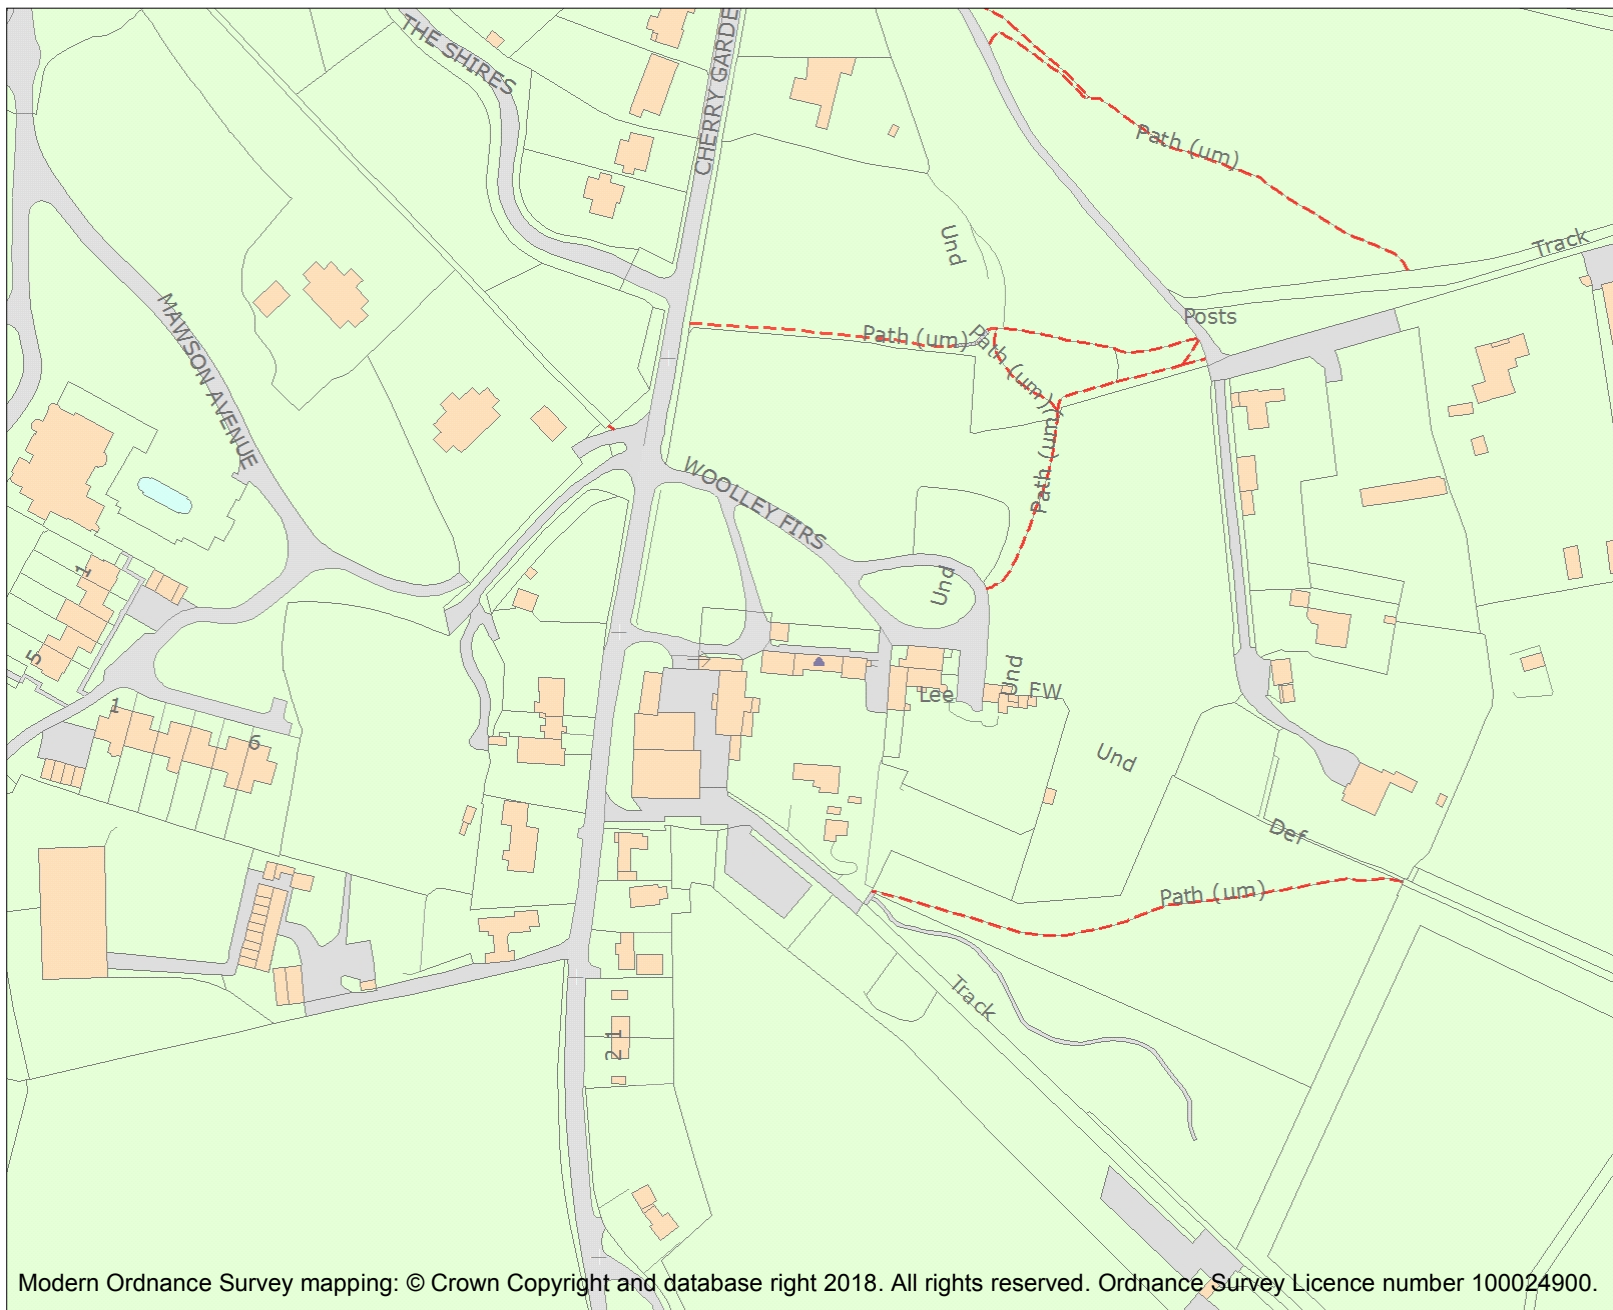 THE SHIRES
CHERRY GARDE
Path (um)
Und
Track
MAWSON AVENUE
Posts
Path (um)
Path (um)
Path (um)
WOOLLEY FIRS
Und
1
5
Und
Lee
FW
1
6
Und
Def
Path (um)
Track
1
2
Modern Ordnance Survey mapping: © Crown Copyright and database right 2018. All rights reserved. Ordnance Survey Licence number 100024900.